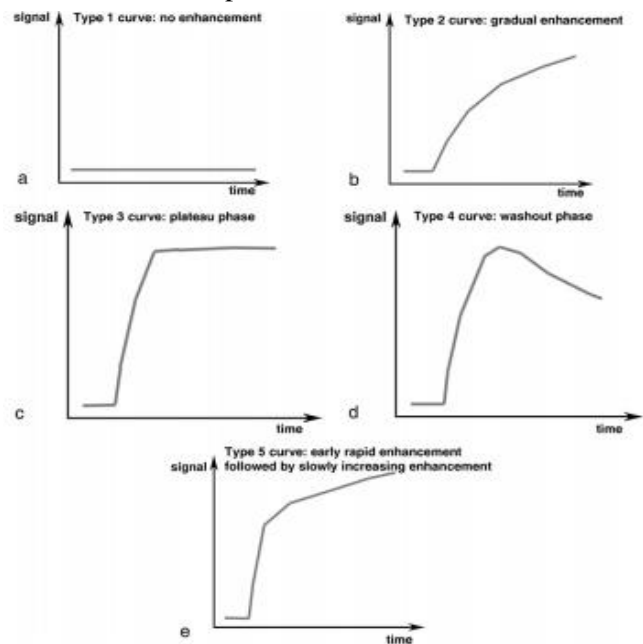 signal Type 1 curve: no enhancement
a
time
signal Type 2 curve: gradual enhancement
b
time
signal Type 3 curve: plateau phase
c
time
signal Type 4 curve: washout phase
d
time
Type 5 curve: early rapid enhancement
signal followed by slowly increasing enhancement
e
time